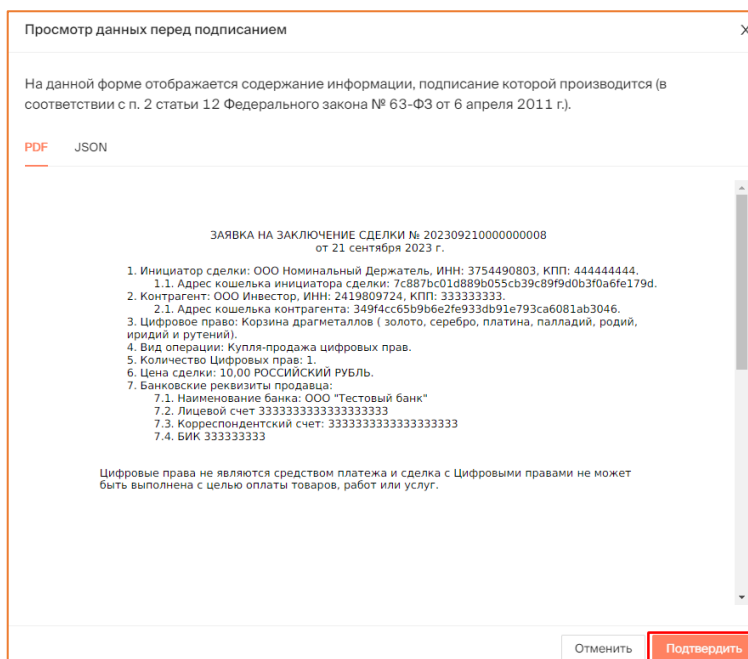 Просмотр данных перед подписанием
X
На данной форме отображается содержание информации, подписание которой производится (в
соответствии с п. 2 статьи 12 Федерального закона № 63-ФЗ от 6 апреля 2011 г.).
PDF JSON
ЗАЯВКА НА ЗАКЛЮЧЕНИЕ СДЕЛКИ № 202309210000000008
от 21 сентября 2023 г.
1. Инициатор сделки: ООО Номинальный Держатель, ИНН: 3754490803, КПП: 444444444.
1.1. Адрес кошелька инициатора сделки: 7c887bc01d889b055cb39c89f9d0b3f0a6fe179d.
2. Контрагент: ООО Инвестор, ИНН: 2419809724, КПП: 333333333.
2.1. Адрес кошелька контрагента: 349f4cc65b9b6e2fe933db91e793ca6081ab3046.
3. Цифровое право: Корзина драгметаллов ( золото, серебро, платина, палладий, родий,
иридий и рутений).
4. Вид операции: Купля-продажа цифровых прав.
5. Количество Цифровых прав: 1.
6. Цена сделки: 10,00 РОССИЙСКИЙ РУБЛЬ.
7. Банковские реквизиты продавца:
7.1. Наименование банка: ООО "Тестовый банк"
7.2. Лицевой счет 33333333333333333333
7.3. Корреспондентский счет: 33333333333333333333
7.4. БИК 333333333
Цифровые права не являются средством платежа и сделка с Цифровыми правами не может
быть выполнена с целью оплаты товаров, работ или услуг.
Отменить Подтвердить